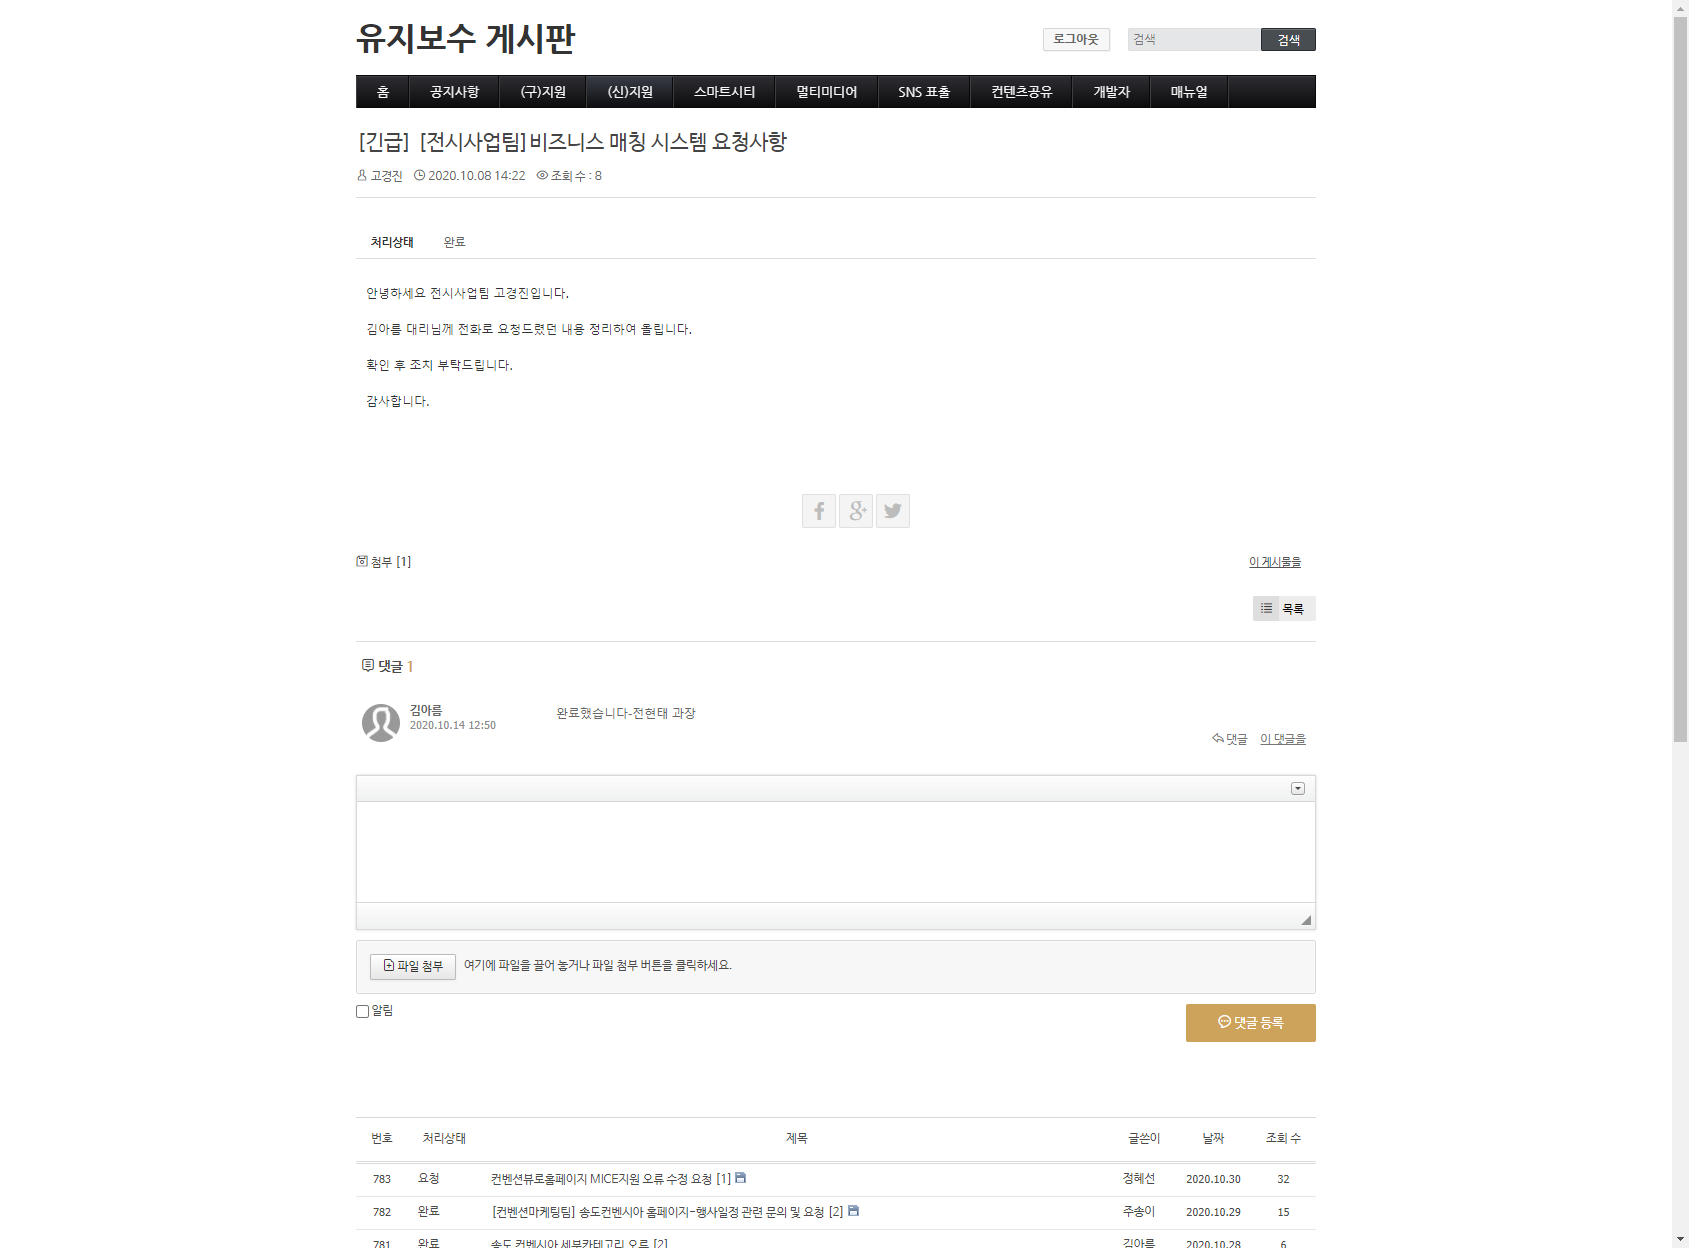 유지보수 게시판
로그아웃 검색 검색
홈 공지사항 (구)지원 (신)지원 스마트시티 멀티미디어 SNS 표출 컨텐츠공유 개발자 매뉴얼
[긴급] [전시사업팀]비즈니스 매칭 시스템 요청사항
고경진 2020.10.08 14:22 조회 수 : 8
처리상태 완료
안녕하세요 전시사업팀 고경진입니다.
김아름 대리님께 전화로 요청드렸던 내용 정리하여 올립니다.
확인 후 조치 부탁드립니다.
감사합니다.
첨부 [1] 이 게시물을
목록
댓글 1
김아름 완료했습니다-전현태 과장
2020.10.14 12:50
댓글 이 댓글을
파일 첨부 여기에 파일을 끌어 놓거나 파일 첨부 버튼을 클릭하세요.
알림
댓글 등록
번호 처리상태 제목 글쓴이 날짜 조회 수
783 요청 컨벤션뷰로홈페이지 MICE지원 오류 수정 요청 [1] 정혜선 2020.10.30 32
782 완료 [컨벤션마케팅팀] 송도컨벤시아 홈페이지-행사일정 관련 문의 및 요청 [2] 주송이 2020.10.29 15
781 완료 송도 컨벤시아 세부카테고리 오류 [2] 김아름 2020.10.28 6